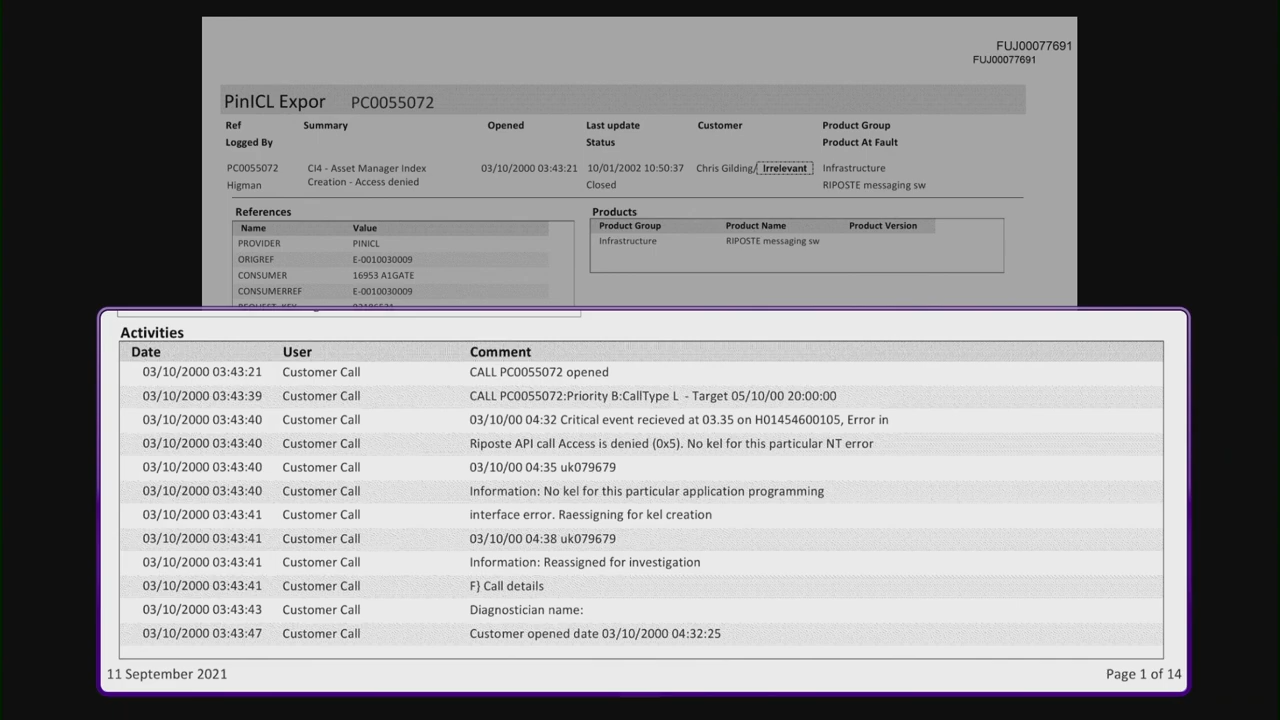 FUJ00077691
FUJ00077691
PinICL Expor PC0055072
Ref Summary Opened Last update Customer Product Group
Logged By Status Product At Fault
PC0055072 CI4 - Asset Manager Index 03/10/2000 03:43:21 10/01/2002 10:50:37 Chris Gilding/ Irrelevant Infrastructure
Higman Creation - Access denied Closed RIPOSTE messaging sw
References Products
Name Value Product Group Product Name Product Version
PROVIDER PINICL Infrastructure RIPOSTE messaging sw
ORIGREF E-0010030009
CONSUMER 16953 A1GATE
CONSUMERREF E-0010030009
Activities
Date User Comment
03/10/2000 03:43:21 Customer Call CALL PC0055072 opened
03/10/2000 03:43:39 Customer Call CALL PC0055072:Priority B:CallType L - Target 05/10/00 20:00:00
03/10/2000 03:43:40 Customer Call 03/10/00 04:32 Critical event recieved at 03.35 on H01454600105, Error in
03/10/2000 03:43:40 Customer Call Riposte API call Access is denied (0x5). No kel for this particular NT error
03/10/2000 03:43:40 Customer Call 03/10/00 04:35 uk079679
03/10/2000 03:43:40 Customer Call Information: No kel for this particular application programming
03/10/2000 03:43:41 Customer Call interface error. Raessigning for kel creation
03/10/2000 03:43:41 Customer Call 03/10/00 04:38 uk079679
03/10/2000 03:43:41 Customer Call Information: Reassigned for investigation
03/10/2000 03:43:41 Customer Call F} Call details
03/10/2000 03:43:43 Customer Call Diagnostician name:
03/10/2000 03:43:47 Customer Call Customer opened date 03/10/2000 04:32:25
11 September 2021 Page 1 of 14